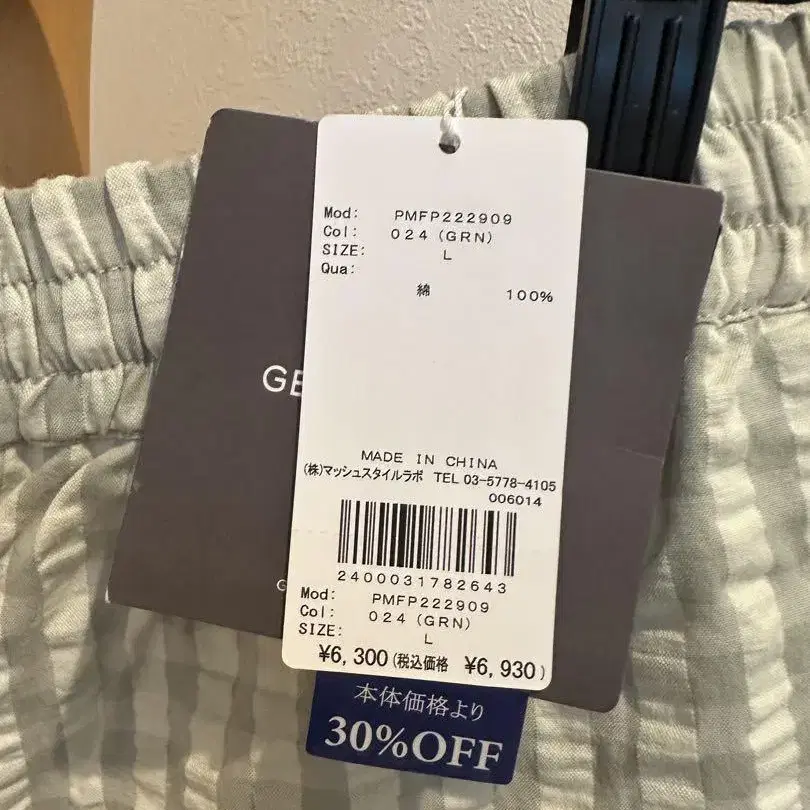 Mod: PMFP222909
Col: 024 (GRN)
SIZE: L
Qua:
綿 100%
GE
MADE IN CHINA
(株)マッシュスタイルラボ TEL 03-5778-4105
006014
2400031782643
G
Mod: PMFP222909
Col: 024 (GRN)
SIZE: L
¥6,300(税込価格 ¥6,930)
本体価格より
30%OFF